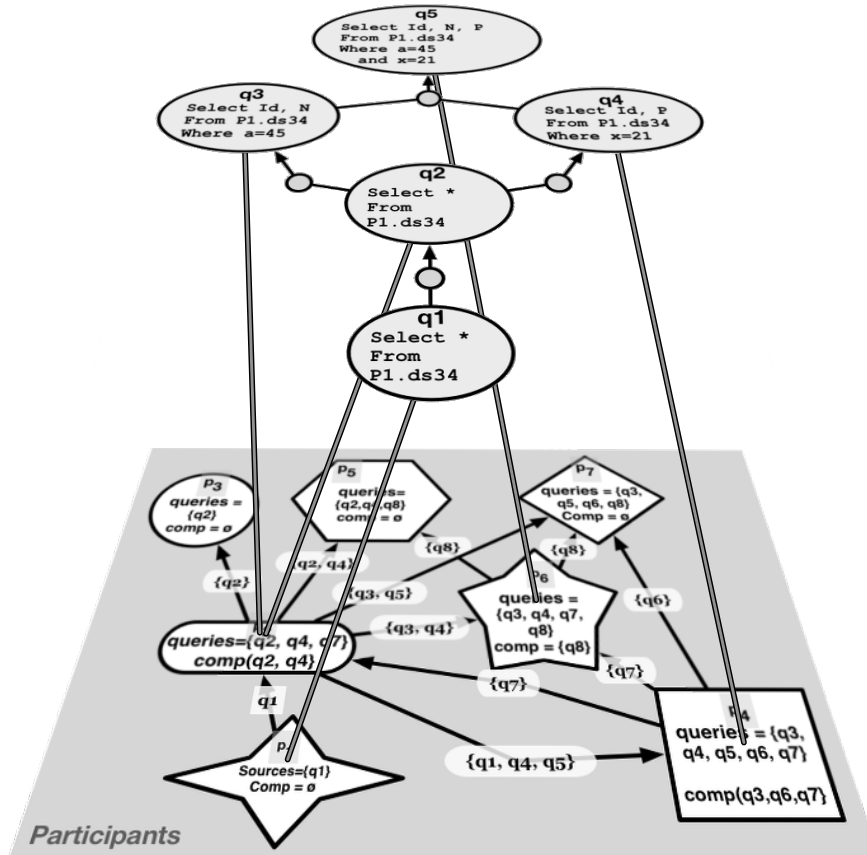 q5
Select Id, N, P
From P1.ds34
Where a=45
and x=21
q3
Select Id, N
From P1.ds34
Where a=45
q4
Select Id, P
From P1.ds34
Where x=21
q2
Select *
From
P1.ds34
q1
Select *
From
P1.ds34
p3
queries =
{q2}
comp = ø
p5
queries=
{q2,q4,q8}
comp = ø
p7
queries = {q3,
q5, q6, q8}
Comp = ø
{q8}
{q8}
{q2, q4}
{q2}
{q3, q5}
p6
queries =
{q3, q4, q7,
q8}
comp = {q8}
{q6}
{q3, q4}
queries={q2, q4, q7}
comp(q2, q4}
{q7}
{q7}
q1
p4
queries = {q3,
q4, q5, q6, q7}
comp(q3,q6,q7}
p
Sources={q1}
Comp = ø
{q1, q4, q5}
Participants